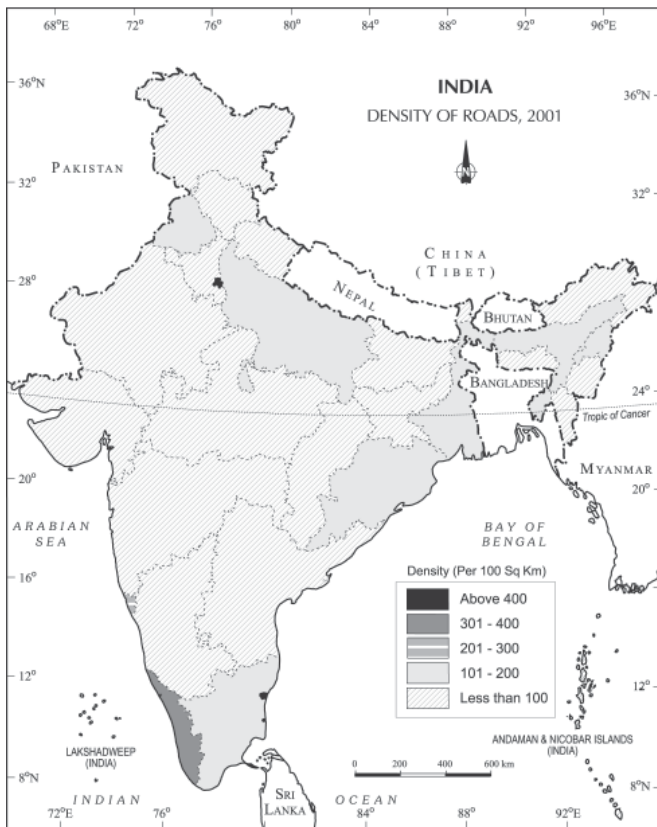 68°E 72° 76° 80° 84° 88° 92° 96°E
INDIA
DENSITY OF ROADS, 2001
36°N 36°N
N
PAKISTAN
32° 32°
CHINA
(TIBET)
NEPAL
28° 28°
BHUTAN
BANGLADESH
24° 24°
Tropic of Cancer
MYANMAR
20° 20°
ARABIAN
SEA
BAY OF
BENGAL
Density (Per 100 Sq Km)
Above 400
301 - 400
201 - 300
101 - 200
Less than 100
16° 16°
12° 12°
LAKSHADWEEP
(INDIA)
ANDAMAN & NICOBAR ISLANDS
(INDIA)
0 200 400 600 km
8°N 8°N
SRI
LANKA
INDIAN OCEAN
72°E 76° 84° 88° 92°E